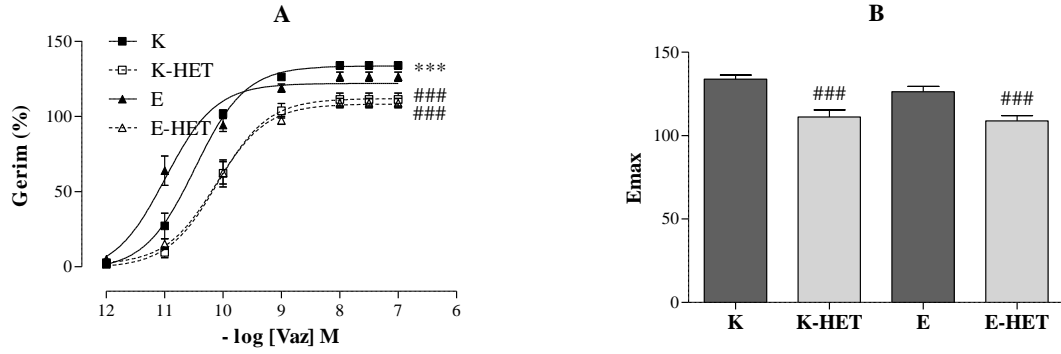 A
150
100
50
0
Gerim (%)
K
K-HET
E
E-HET
***
###
###
12 11 10 9 8 7 6
- log [Vaz] M
B
150
100
50
0
Emax
###
###
K K-HET E E-HET